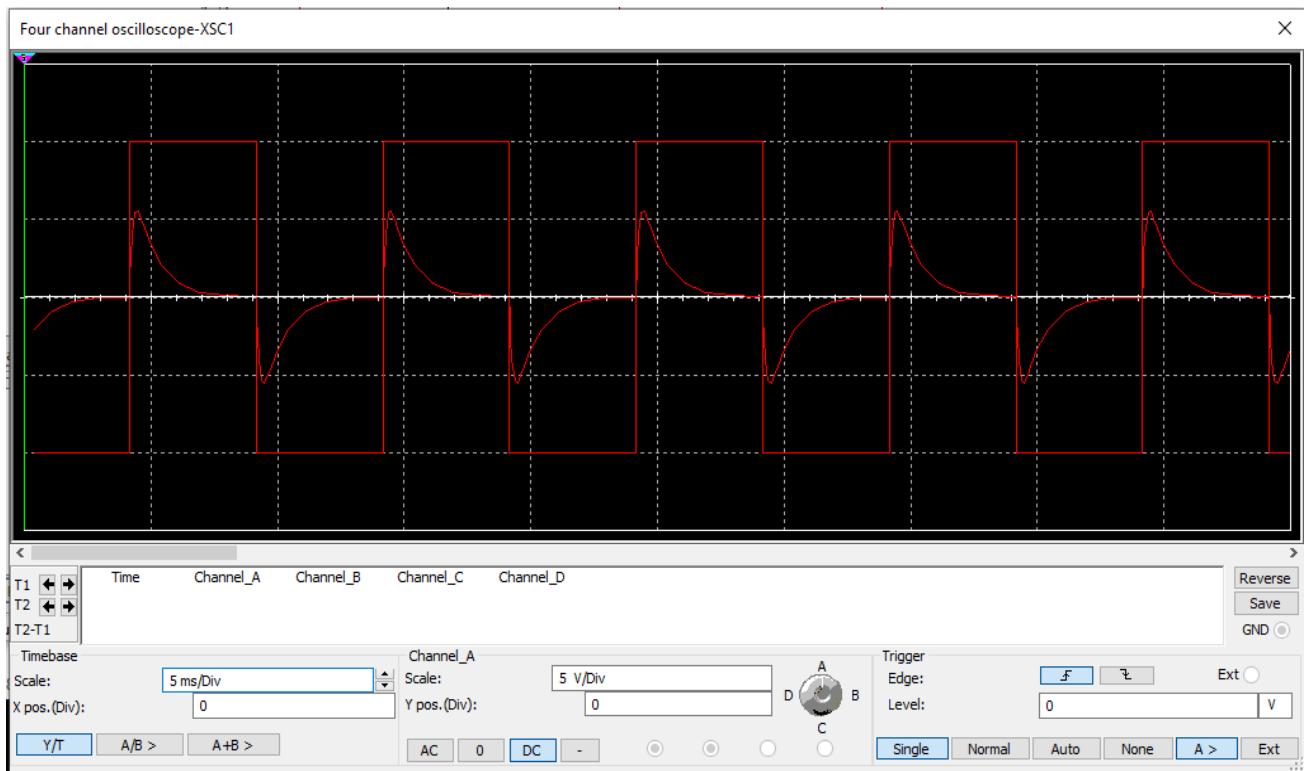 Four channel oscilloscope-XSC1
Time Channel_A Channel_B Channel_C Channel_D
T1
T2
T2-T1
Reverse
Save
GND
Timebase
Scale: 5 ms/Div
X pos.(Div): 0
Y/T A/B > A+B >
Channel_A
Scale: 5 V/Div
Y pos.(Div): 0
AC 0 DC -
A
D B
C
Trigger
Edge: Ext
Level: 0 V
Single Normal Auto None A > Ext